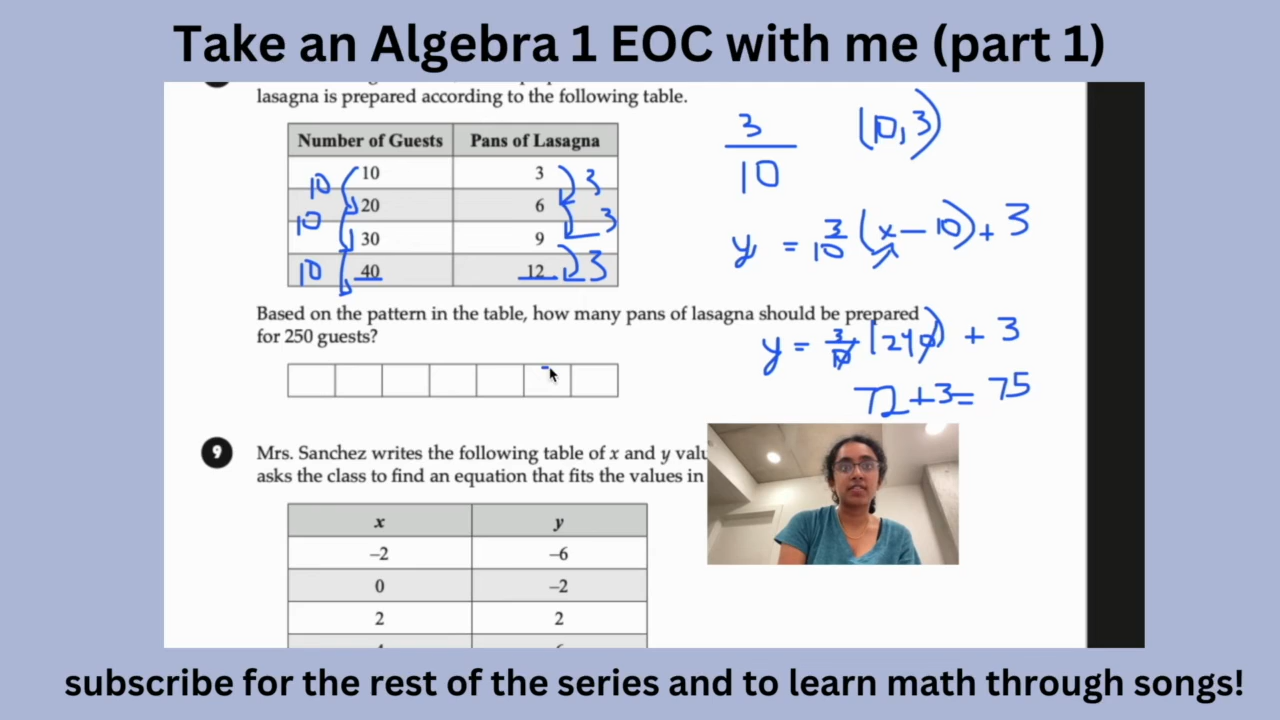 Take an Algebra 1 EOC with me (part 1)
lasagna is prepared according to the following table.
Number of Guests Pans of Lasagna
10 10 3 3
10 20 6 3
30 9
10 40 12 3
3/10 (10, 3)
y = 3/10 (x - 10) + 3
Based on the pattern in the table, how many pans of lasagna should be prepared
for 250 guests?
y = 3/10 (240) + 3
72 + 3 = 75
9 Mrs. Sanchez writes the following table of x and y
asks the class to find an equation that fits the values in
x y
–2 –6
0 –2
2 2
subscribe for the rest of the series and to learn math through songs!